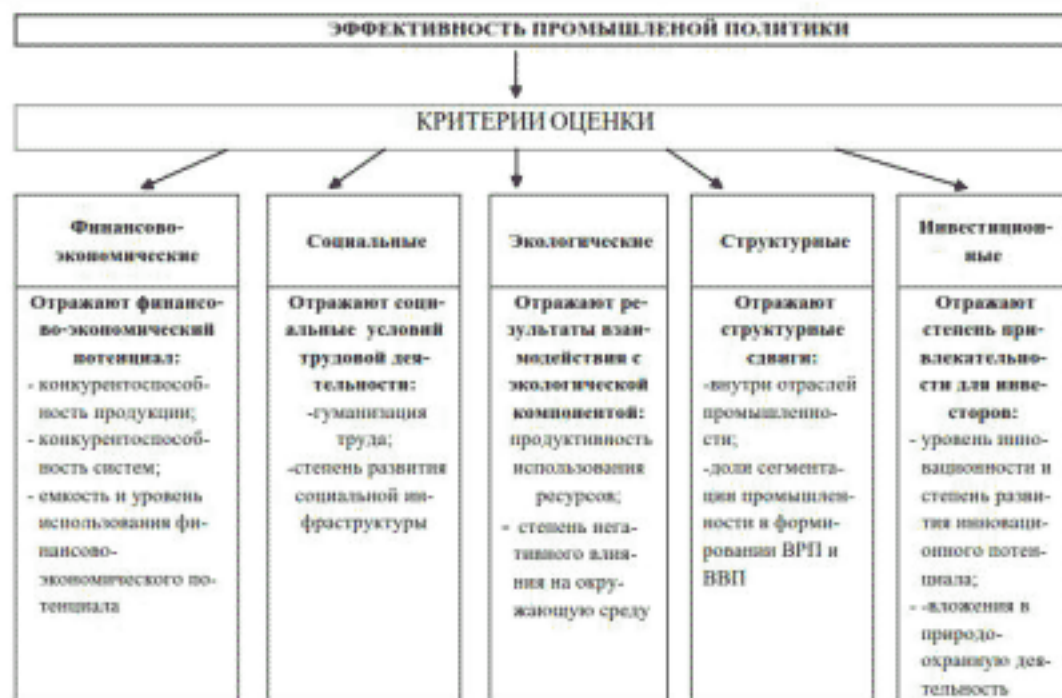 ЭФФЕКТИВНОСТЬ ПРОМЫШЛЕНОЙ ПОЛИТИКИ
КРИТЕРИИ ОЦЕНКИ
Финансово-
экономические
Отражают финансо-
во-экономический
потенциал:
- конкурентоспособ-
ность продукции;
- конкурентоспособ-
ность систем;
- емкость и уровень
использования фи-
нансово-
экономического по-
тенциала
Социальные
Отражают соци-
альные условий
трудовой дея-
тельности:
-гуманизация
труда;
-степень развития
социальной ин-
фраструктуры
Экологические
Отражают ре-
зультаты взаи-
модействия с
экологической
компонентой:
продуктивность
использования
ресурсов;
- степень нега-
тивного влия-
ния на окру-
жающую среду
Структурные
Отражают
структурные
сдвиги:
-внутри отраслей
промышленно-
сти;
-доли сегмента-
ции промышлен-
ности в форми-
ровании ВРП и
ВВП
Инвестицион-
ные
Отражают
степень при-
влекательно-
сти для инве-
сторов:
- уровень инно-
вационности и
степень разви-
тия инноваци-
онного потен-
циала;
- -вложения в
природо-
охранную дея-
тельность